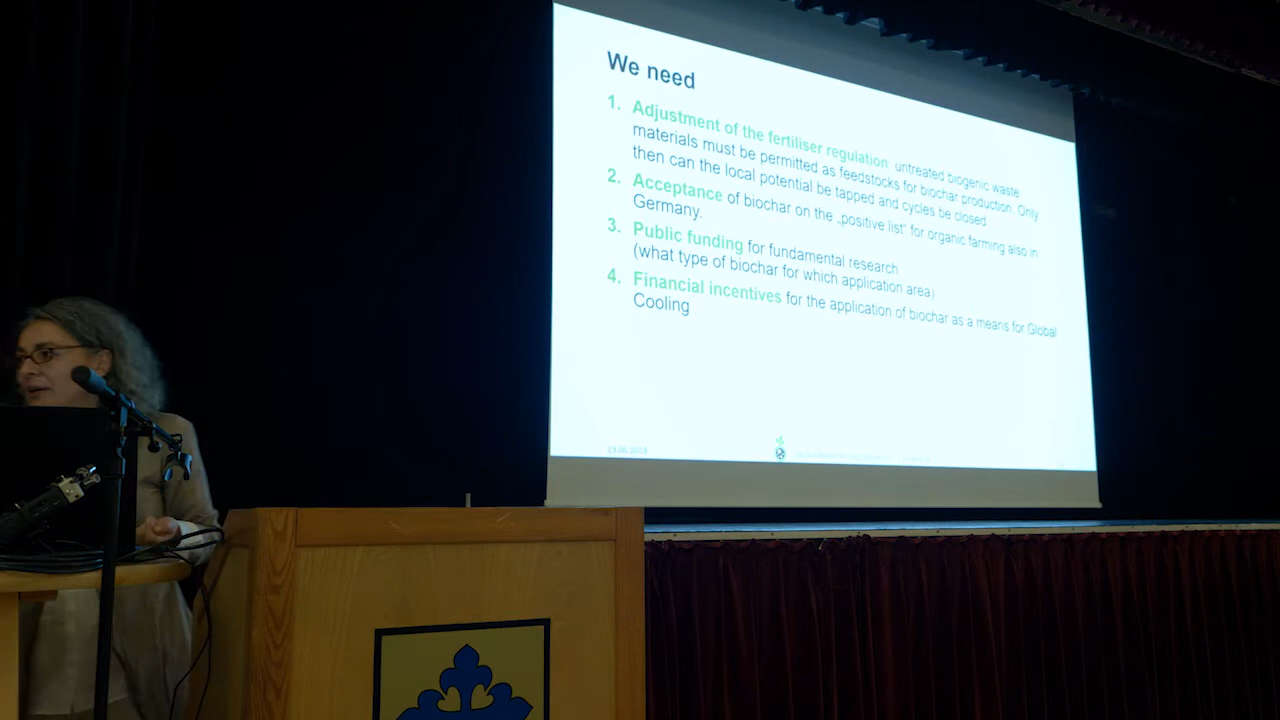 We need
1. Adjustment of the fertiliser regulation: untreated biogenic waste
materials must be permitted as feedstocks for biochar production. Only
then can the local potential be tapped and cycles be closed.
2. Acceptance of biochar on the „positive list“ for organic farming also in
Germany.
3. Public funding for fundamental research
(what type of biochar for which application area)
4. Financial incentives for the application of biochar as a means for Global
Cooling